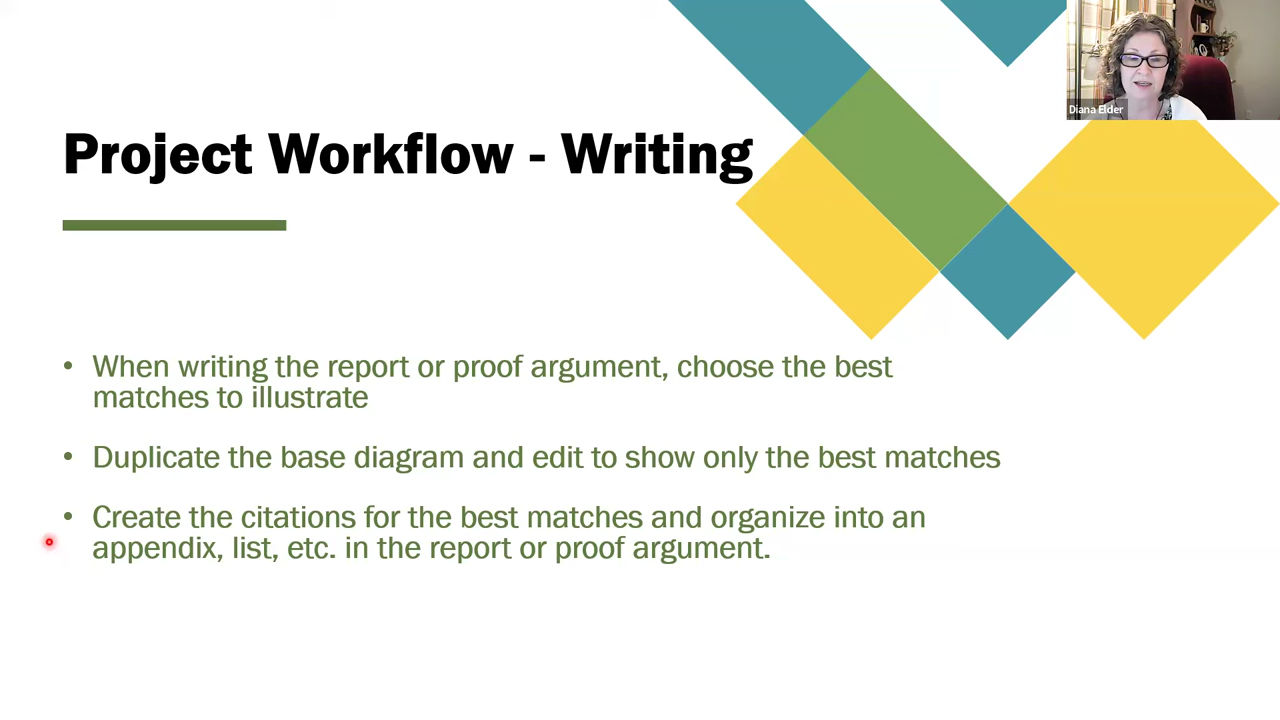 Diana Elder
Project Workflow - Writing
• When writing the report or proof argument, choose the best
matches to illustrate
• Duplicate the base diagram and edit to show only the best matches
• Create the citations for the best matches and organize into an
appendix, list, etc. in the report or proof argument.